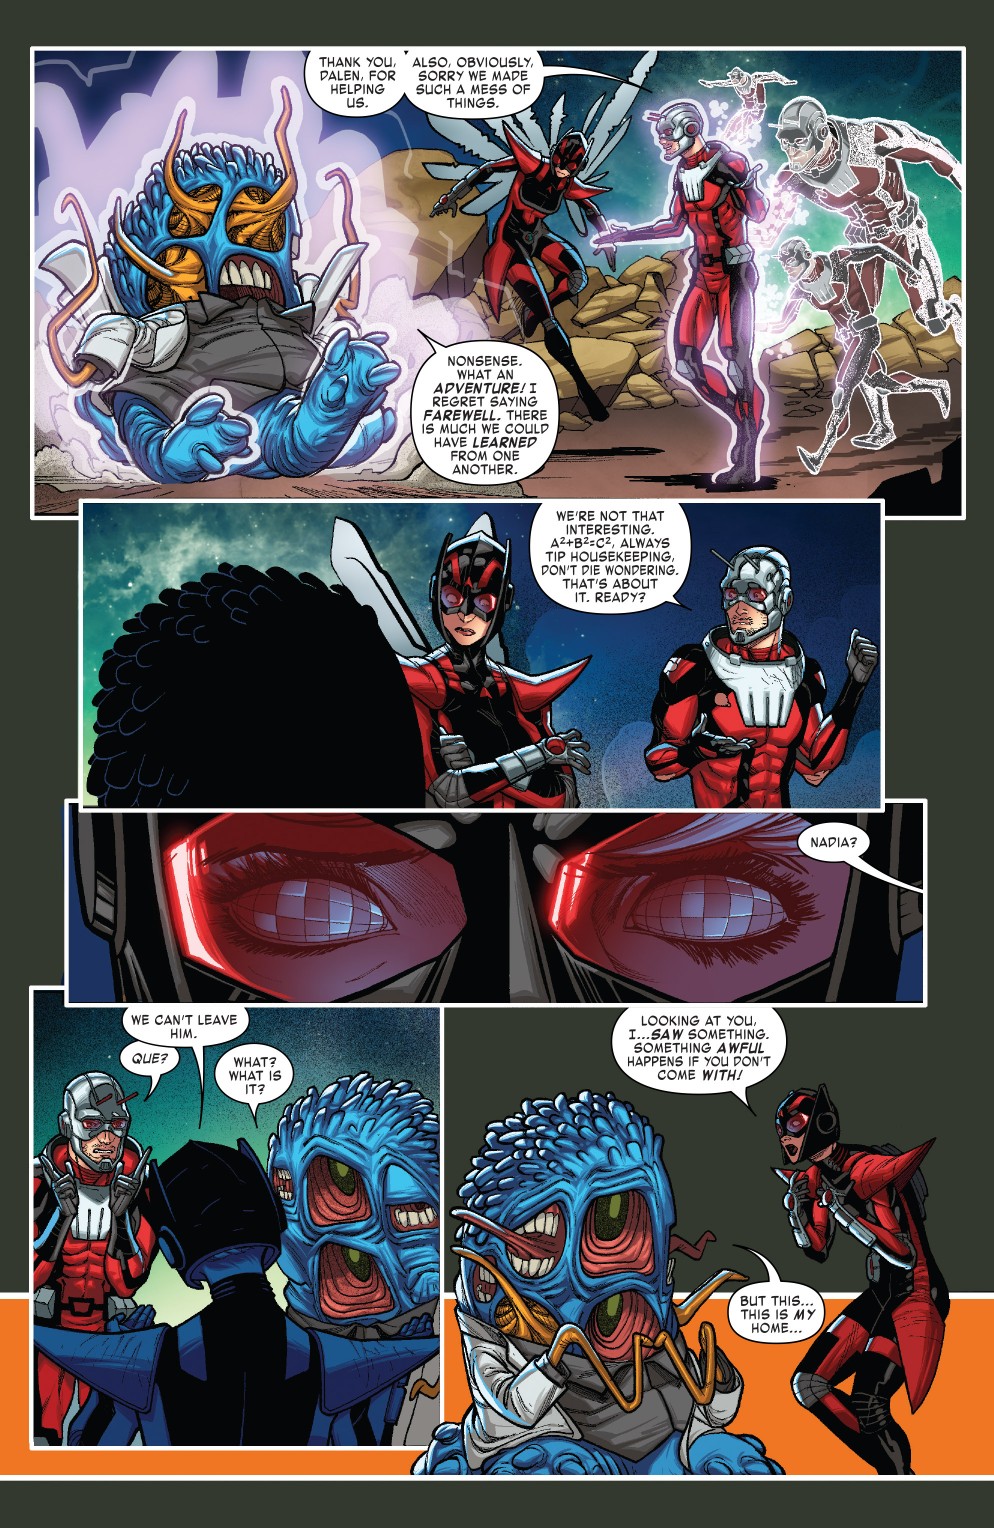 THANK YOU,
DALEN, FOR
HELPING
US.
ALSO, OBVIOUSLY,
SORRY WE MADE
SUCH A MESS OF
THINGS.
NONSENSE.
WHAT AN
ADVENTURE! I
REGRET SAYING
FAREWELL. THERE
IS MUCH WE COULD
HAVE LEARNED
FROM ONE
ANOTHER.
WE'RE NOT THAT
INTERESTING.
A²+B²=C², ALWAYS
TIP HOUSEKEEPING,
DON'T DIE WONDERING.
THAT'S ABOUT
IT. READY?
NADIA?
WE CAN'T LEAVE
HIM.
QUE?
WHAT?
WHAT IS
IT?
LOOKING AT YOU,
I...SAW SOMETHING.
SOMETHING AWFUL
HAPPENS IF YOU DON'T
COME WITH!
BUT THIS...
THIS IS MY
HOME...